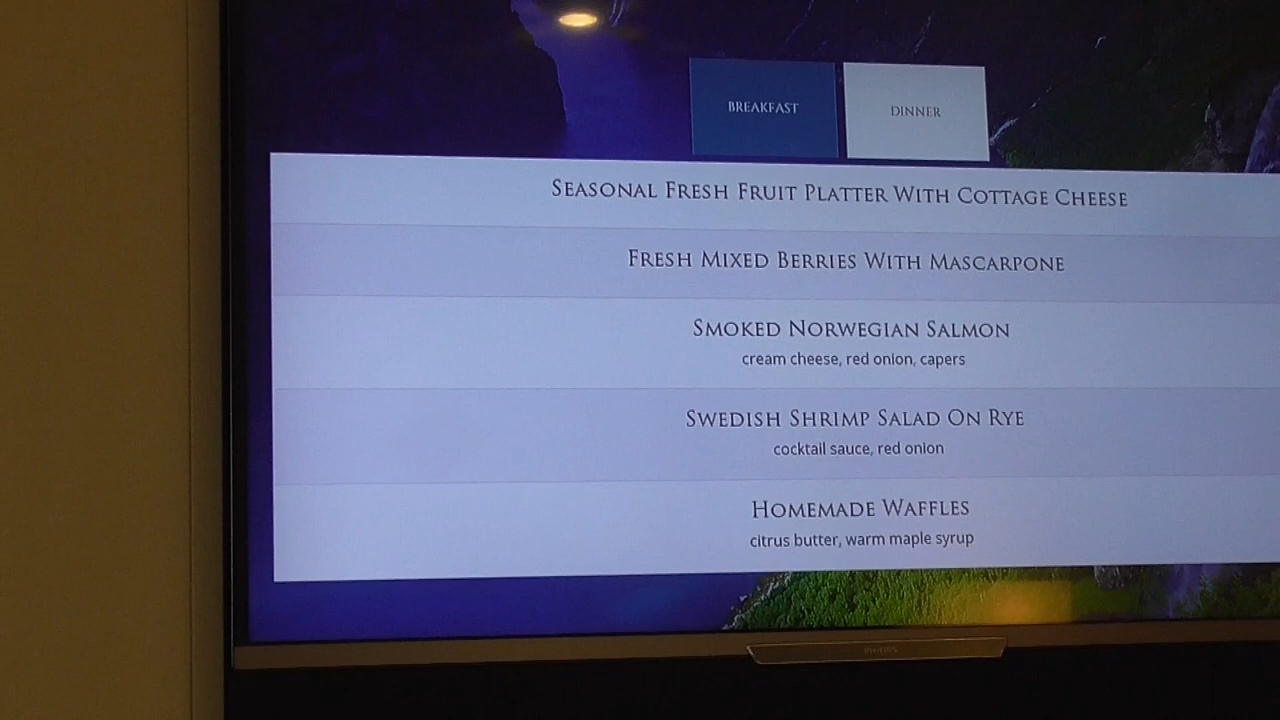 BREAKFAST
DINNER
SEASONAL FRESH FRUIT PLATTER WITH COTTAGE CHEESE
FRESH MIXED BERRIES WITH MASCARPONE
SMOKED NORWEGIAN SALMON
cream cheese, red onion, capers
SWEDISH SHRIMP SALAD ON RYE
cocktail sauce, red onion
HOMEMADE WAFFLES
citrus butter, warm maple syrup
PHILIPS